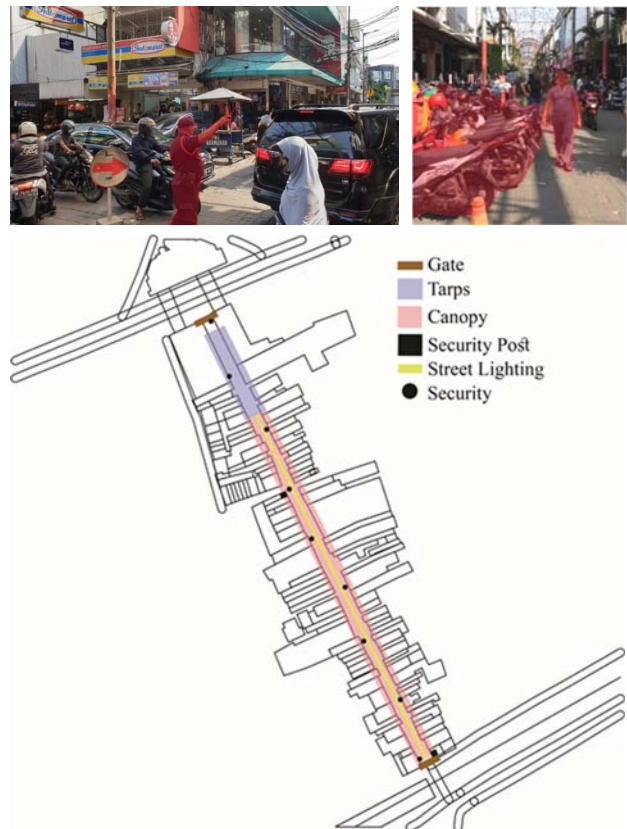 Indomaret
Gate
Tarps
Canopy
Security Post
Street Lighting
Security